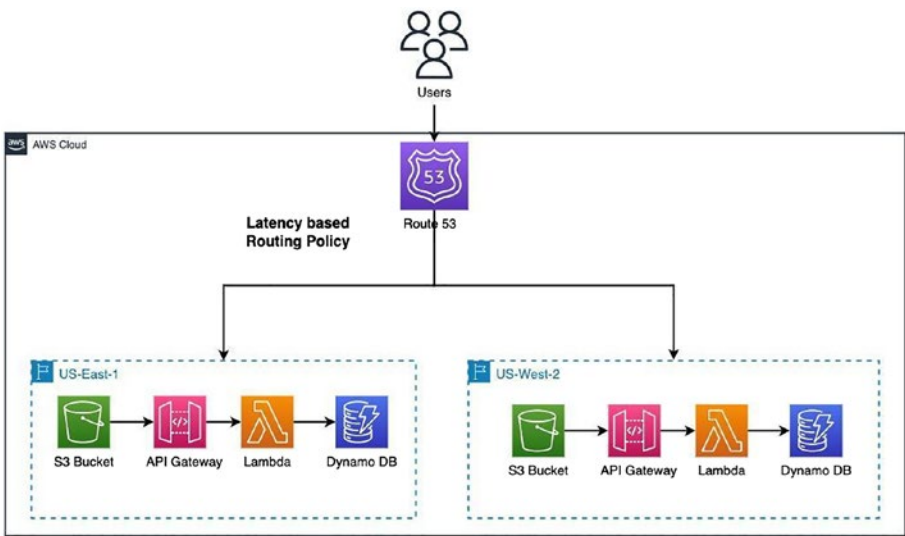 Users
aws
AWS Cloud
53
Route 53
Latency based
Routing Policy
US-East-1
S3 Bucket
API Gateway
Lambda
Dynamo DB
US-West-2
S3 Bucket
API Gateway
Lambda
Dynamo DB